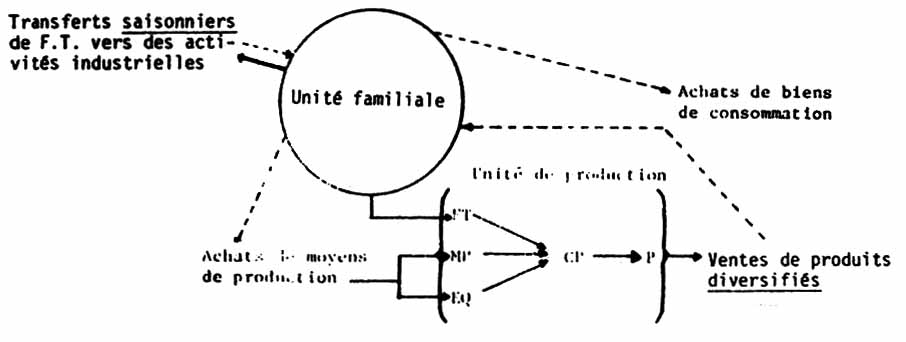 Transferts saisonniers
de F.T. vers des acti-
vités industrielles
Unité familiale
Achats de biens
de consommation
Unité de production
FT
Achats de moyens
de production
MP
CP
P
EQ
Ventes de produits
diversifiés